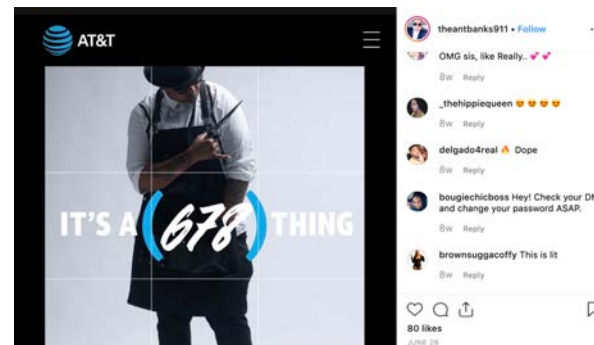 AT&T
IT'S A (678) THING
theantbanks911 • Follow
OMG sis, like Really.. 💕 💕
8w Reply
_thehippiequeen 😍 😍 😍 😍
8w Reply
delgado4real 🔥 Dope
8w Reply
bougiechicboss Hey! Check your DM
and change your password ASAP.
8w Reply
brownsuggacoffy This is lit
8w Reply
80 likes
JUNE 26